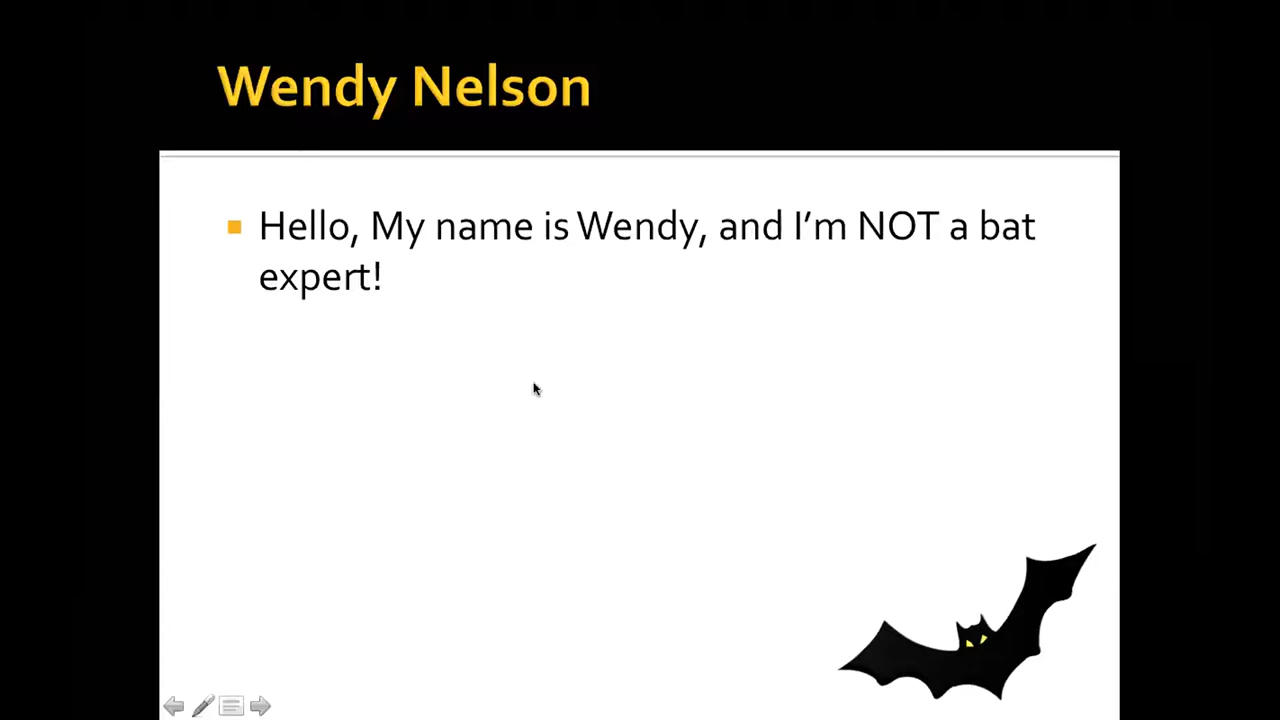 Wendy Nelson
Hello, My name is Wendy, and I’m NOT a bat
expert!